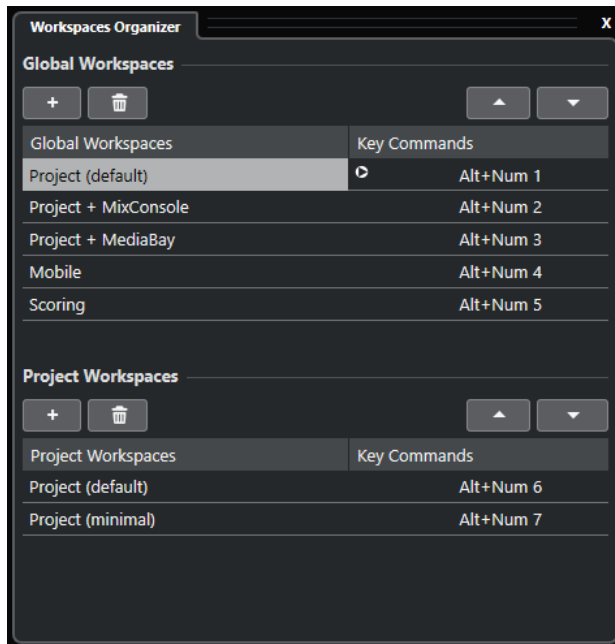 Workspaces Organizer X
Global Workspaces
+
Global Workspaces Key Commands
Project (default) Alt+Num 1
Project + MixConsole Alt+Num 2
Project + MediaBay Alt+Num 3
Mobile Alt+Num 4
Scoring Alt+Num 5
Project Workspaces
+
Project Workspaces Key Commands
Project (default) Alt+Num 6
Project (minimal) Alt+Num 7